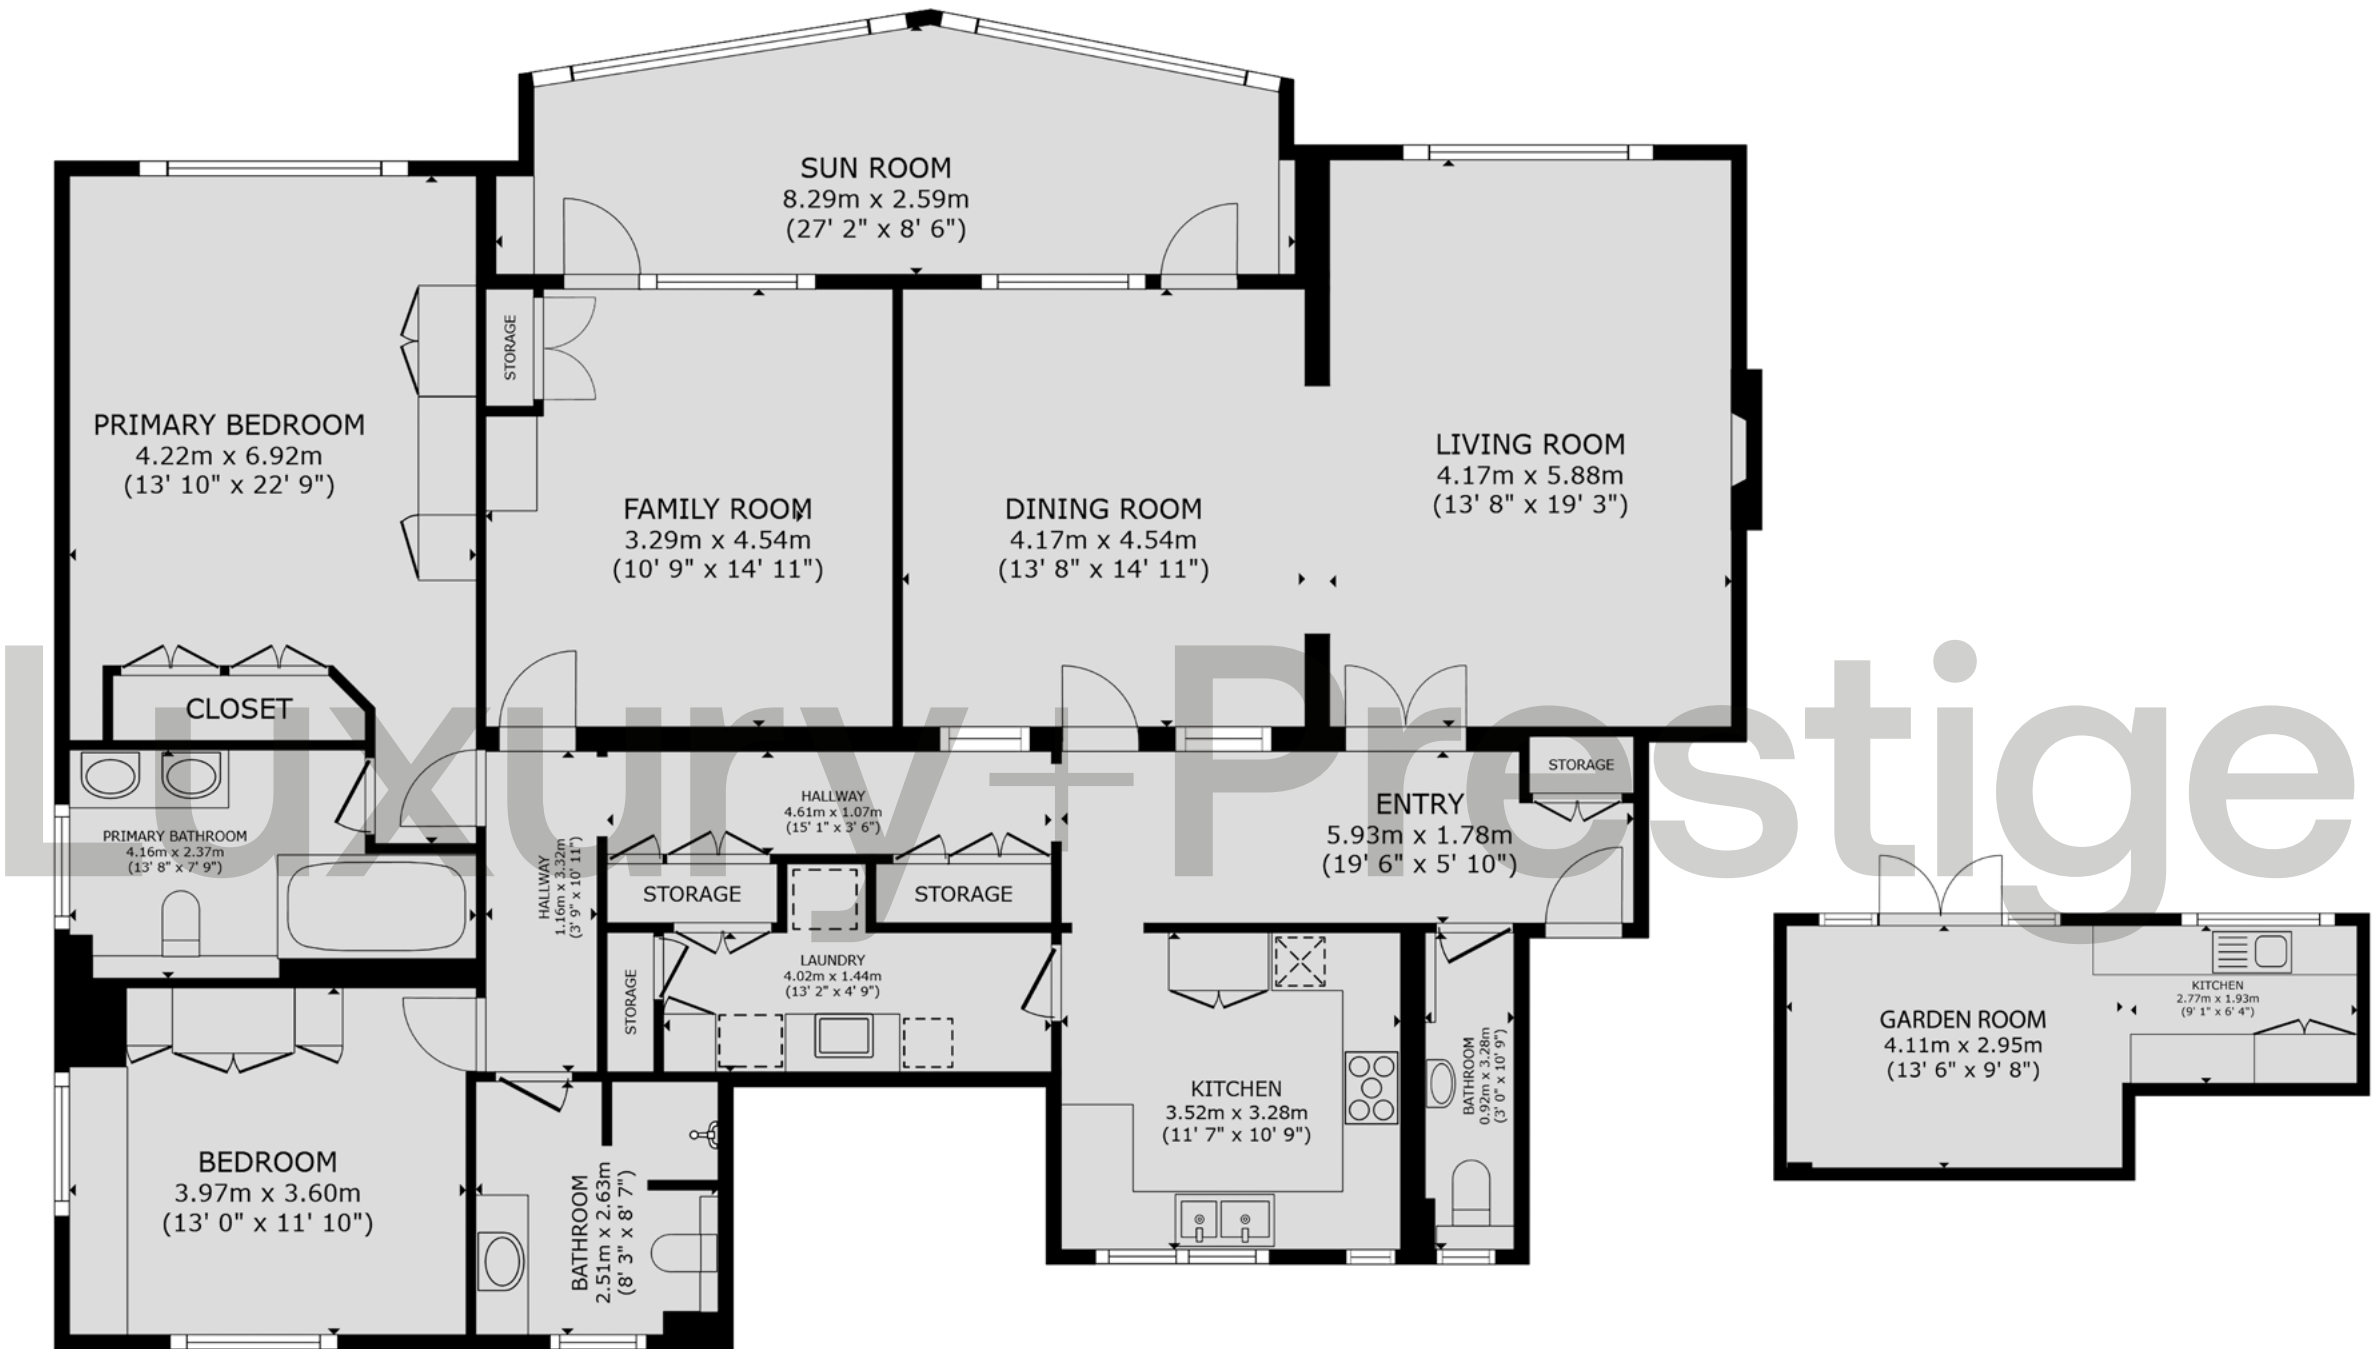 SUN ROOM
8.29m x 2.59m
(27' 2" x 8' 6")
STORAGE
PRIMARY BEDROOM
4.22m x 6.92m
(13' 10" x 22' 9")
FAMILY ROOM
3.29m x 4.54m
(10' 9" x 14' 11")
DINING ROOM
4.17m x 4.54m
(13' 8" x 14' 11")
LIVING ROOM
4.17m x 5.88m
(13' 8" x 19' 3")
CLOSET
Luxury+Prestige
STORAGE
HALLWAY
4.61m x 1.07m
(15' 1" x 3' 6")
ENTRY
5.93m x 1.78m
(19' 6" x 5' 10")
PRIMARY BATHROOM
4.16m x 2.37m
(13' 8" x 7' 9")
HALLWAY
1.16m x 3.32m
(3' 9" x 10' 11")
STORAGE
STORAGE
LAUNDRY
4.02m x 1.44m
(13' 2" x 4' 9")
STORAGE
KITCHEN
2.77m x 1.93m
(9' 1" x 6' 4")
GARDEN ROOM
4.11m x 2.95m
(13' 6" x 9' 8")
KITCHEN
3.52m x 3.28m
(11' 7" x 10' 9")
BATHROOM
0.92m x 3.28m
(3' 0" x 10' 9")
BEDROOM
3.97m x 3.60m
(13' 0" x 11' 10")
BATHROOM
2.51m x 2.63m
(8' 3" x 8' 7")